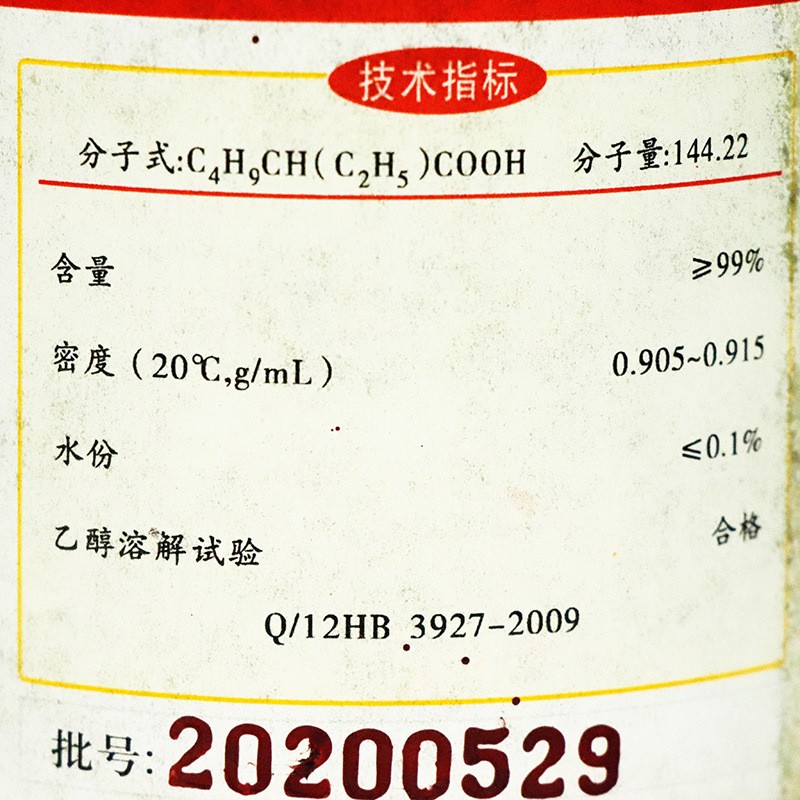 技术指标
分子式:C₄H₉CH(C₂H₅)COOH 分子量:144.22
含量 ≥99%
密度(20℃,g/mL) 0.905~0.915
水份 ≤0.1%
乙醇溶解试验 合格
Q/12HB 3927-2009
批号: 20200529